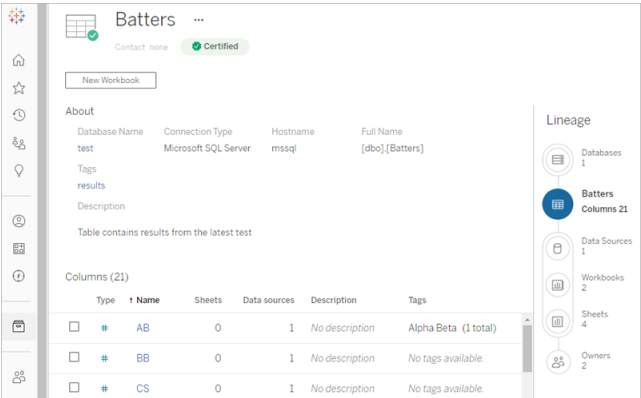 Batters ...
Contact none Certified
New Workbook
About
Database Name Connection Type Hostname Full Name
test Microsoft SQL Server mssql [dbo].[Batters]
Tags
results
Description
Table contains results from the latest test
Columns (21)
Type ↑ Name Sheets Data sources Description Tags
# AB 0 1 No description Alpha Beta (1 total)
# BB 0 1 No description No tags available.
# CS 0 1 No description No tags available.
Lineage
Databases
1
Batters
Columns 21
Data Sources
1
Workbooks
2
Sheets
4
Owners
2